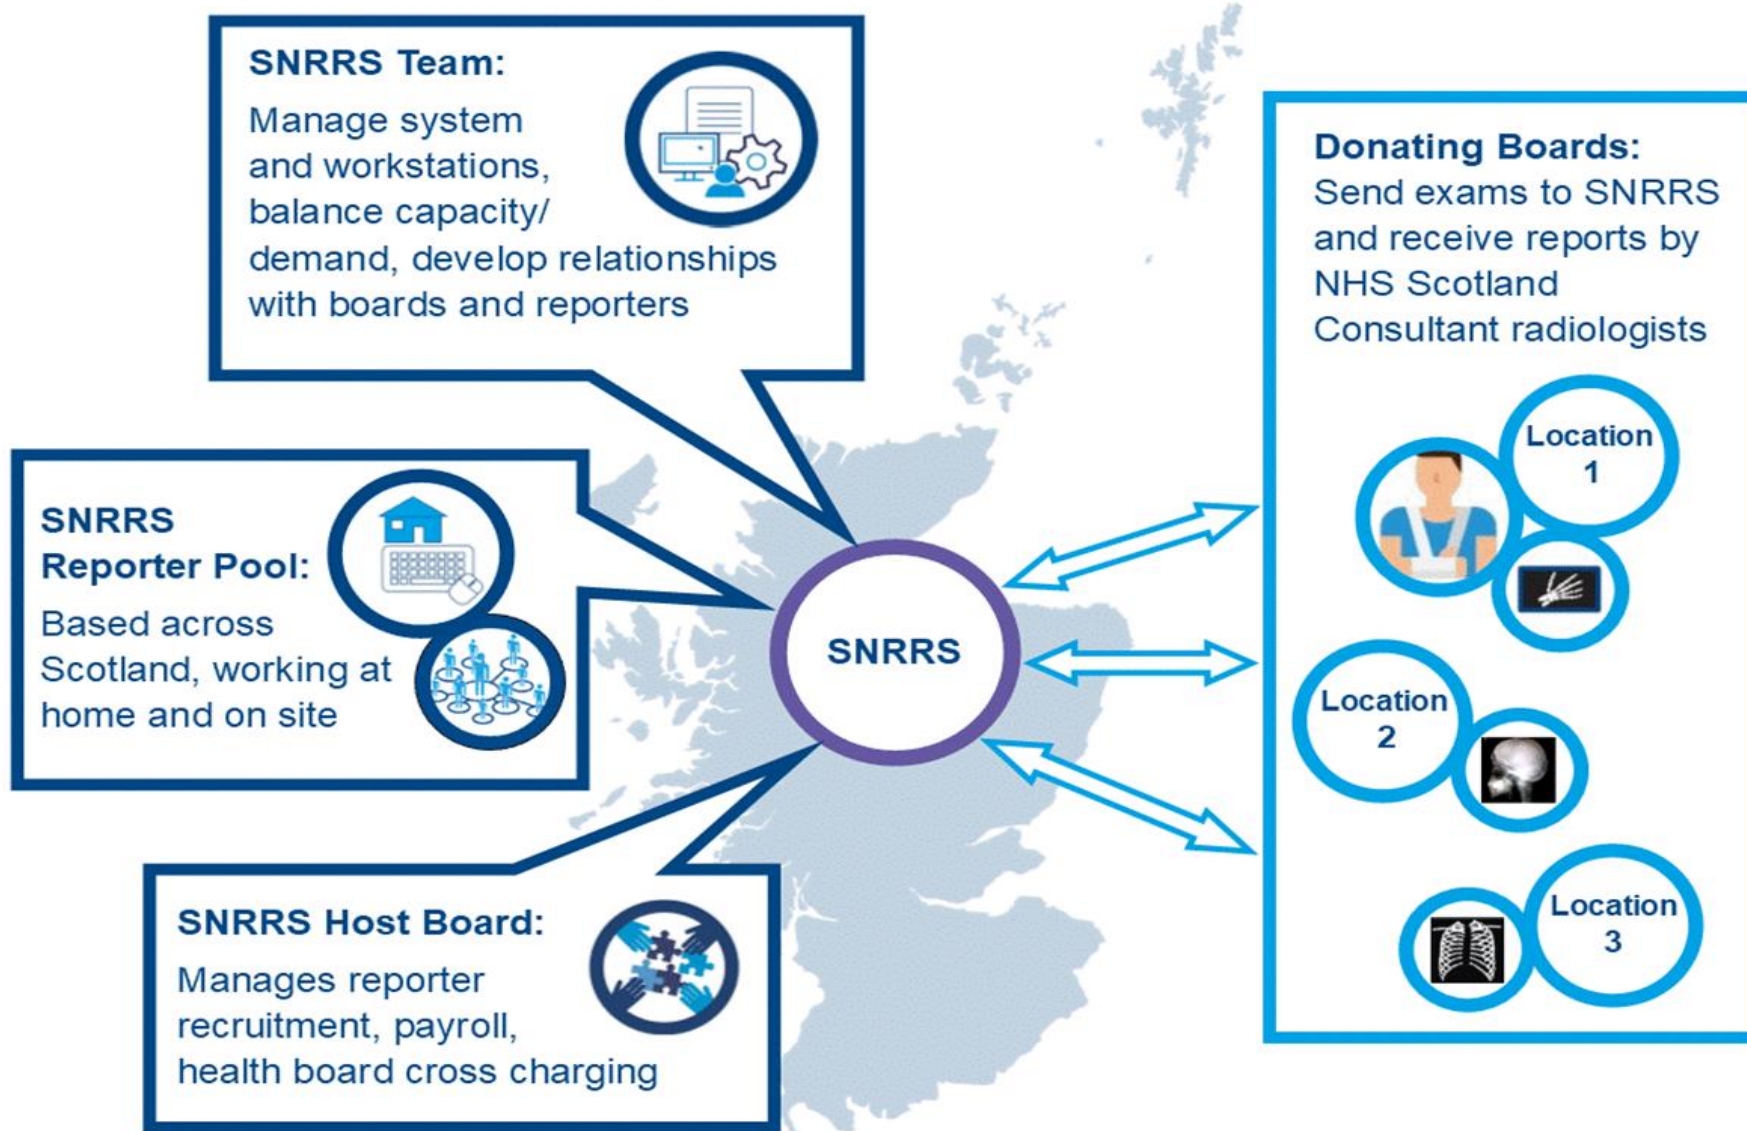 SNRRS Team:
Manage system
and workstations,
balance capacity/
demand, develop relationships
with boards and reporters
SNRRS
Reporter Pool:
Based across
Scotland, working at
home and on site
SNRRS Host Board:
Manages reporter
recruitment, payroll,
health board cross charging
SNRRS
Donating Boards:
Send exams to SNRRS
and receive reports by
NHS Scotland
Consultant radiologists
Location
1
Location
2
Location
3